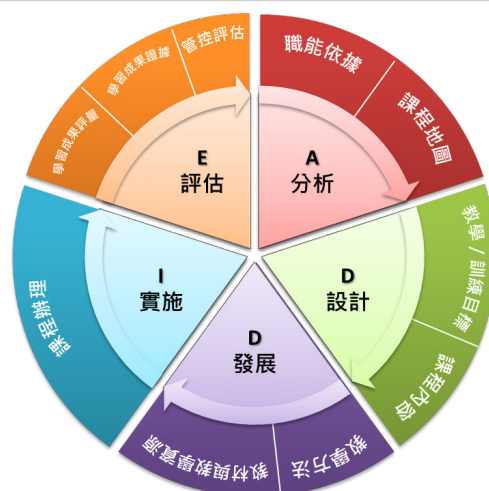 A
分析
職能依據
課程地圖
D
設計
教學/訓練目標
課程內容
D
發展
教學方法
教材與教學資源
I
實施
課程辦理
E
評估
學習成果評量
學習成果證據
管控評估